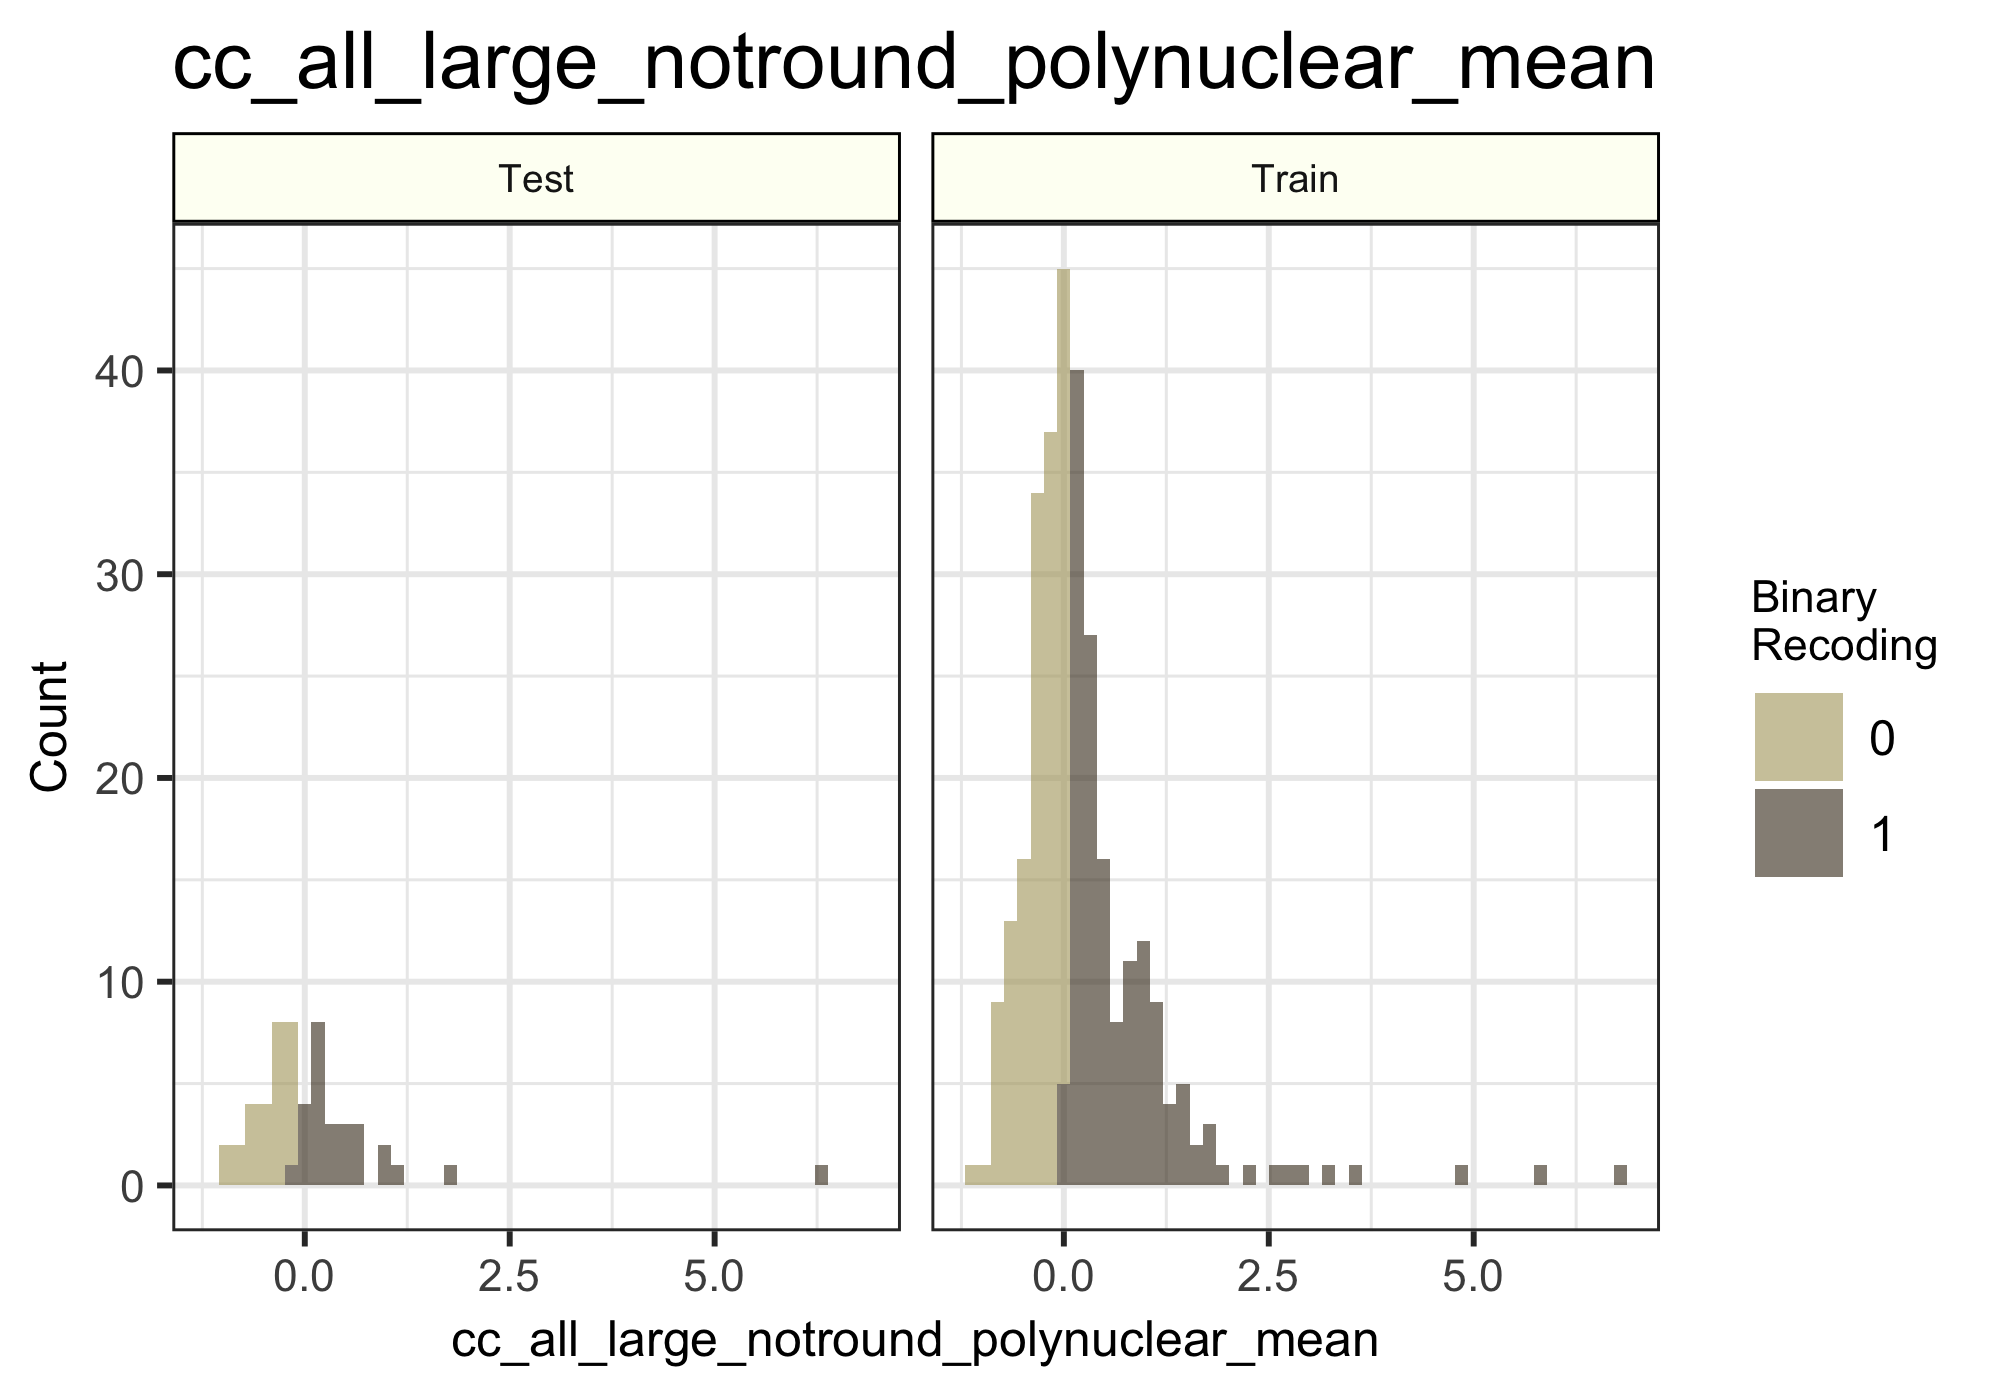 cc_all_large_notround_polynuclear_mean
Test
Train
40
30
20
10
0
Count
0.0
2.5
5.0
0.0
2.5
5.0
cc_all_large_notround_polynuclear_mean
Binary
Recoding
0
1